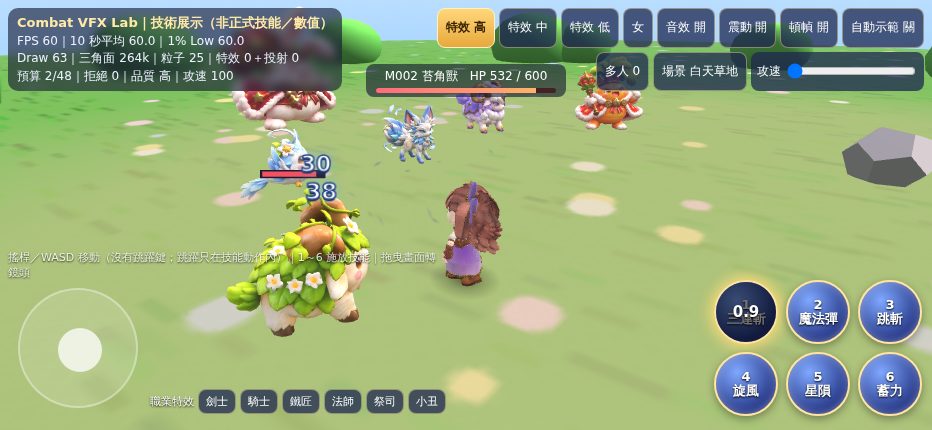 Combat VFX Lab｜技術展示（非正式技能／數值）
FPS 60｜10 秒平均 60.0｜1% Low 60.0
Draw 63｜三角面 264k｜粒子 25｜特效 0＋投射 0
預算 2/48｜拒絕 0｜品質 高｜攻速 100
特效 高
特效 中
特效 低
女
音效 開
震動 開
頓幀 開
自動示範 關
M002 苔角獸 HP 532 / 600
多人 0
場景 白天草地
攻速
30
38
搖桿／WASD 移動（沒有跳躍鍵；跳躍只在技能動作內）｜1～6 施放技能｜拖曳畫面轉
鏡頭
1
三連斬
0.9
2
魔法彈
3
跳斬
4
旋風
5
星隕
6
蓄力
職業特效
劍士
騎士
鐵匠
法師
祭司
小丑